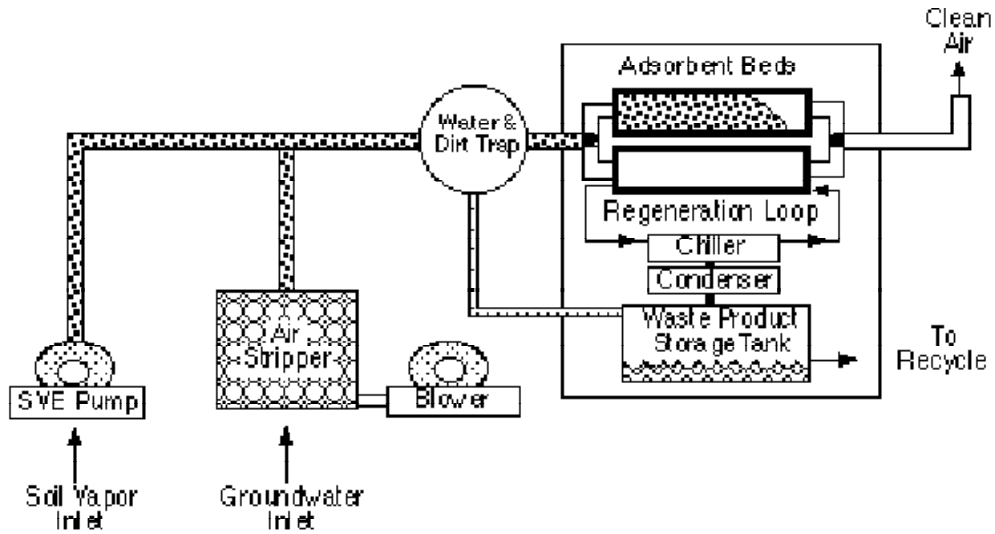 Clean
Air
Adsorbent Beds
Water &
Dirt Trap
Regeneration Loop
Chiller
Condenser
Waste Product
Storage Tank
To
Recycle
Air
Stripper
SVE Pump
Blower
Soil Vapor
Inlet
Groundwater
Inlet